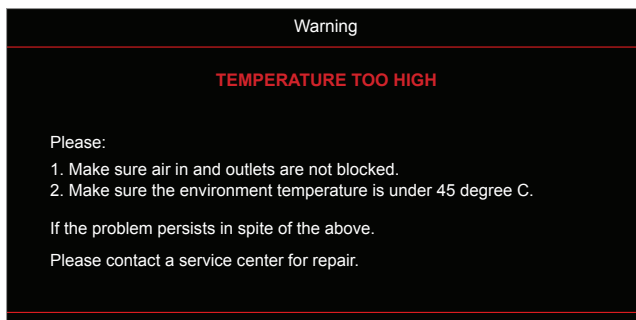 Warning
TEMPERATURE TOO HIGH
Please:
1. Make sure air in and outlets are not blocked.
2. Make sure the environment temperature is under 45 degree C.
If the problem persists in spite of the above.
Please contact a service center for repair.